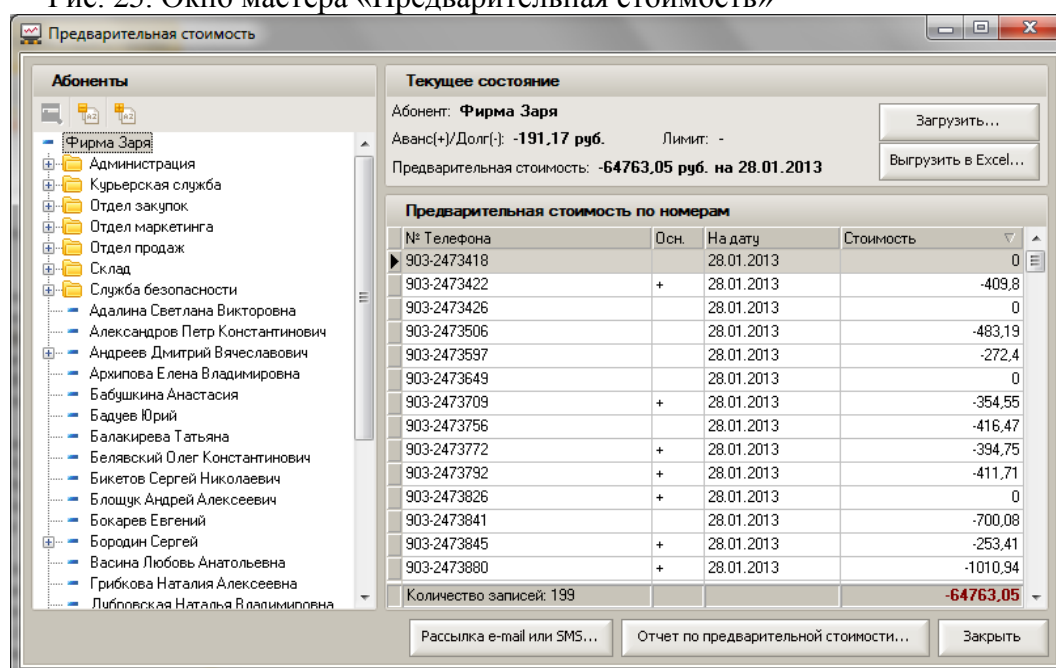 Рис. 25. Окно мастера «Предварительная стоимость»
Предварительная стоимость
Абоненты
Фирма Заря
Администрация
Курьерская служба
Отдел закупок
Отдел маркетинга
Отдел продаж
Склад
Служба безопасности
Адалина Светлана Викторовна
Александров Петр Константинович
Андреев Дмитрий Вячеславович
Архипова Елена Владимировна
Бабушкина Анастасия
Бадуев Юрий
Балакирева Татьяна
Белявский Олег Константинович
Бикетов Сергей Николаевич
Блощук Андрей Алексеевич
Бокарев Евгений
Бородин Сергей
Васина Любовь Анатольевна
Грибкова Наталия Алексеевна
Дубровская Наталья Владимировна
Текущее состояние
Абонент: Фирма Заря
Аванс(+)/Долг(-): -191,17 руб. Лимит: -
Предварительная стоимость: -64763,05 руб. на 28.01.2013
Загрузить...
Выгрузить в Excel...
Предварительная стоимость по номерам
№ Телефона Осн. На дату Стоимость
903-2473418 28.01.2013 0
903-2473422 + 28.01.2013 -409,8
903-2473426 28.01.2013 0
903-2473506 28.01.2013 -483,19
903-2473597 28.01.2013 -272,4
903-2473649 28.01.2013 0
903-2473709 + 28.01.2013 -354,55
903-2473756 28.01.2013 -416,47
903-2473772 + 28.01.2013 -394,75
903-2473792 + 28.01.2013 -411,71
903-2473826 + 28.01.2013 0
903-2473841 28.01.2013 -700,08
903-2473845 + 28.01.2013 -253,41
903-2473880 + 28.01.2013 -1010,94
Количество записей: 199 -64763,05
Рассылка e-mail или SMS... Отчет по предварительной стоимости... Закрыть